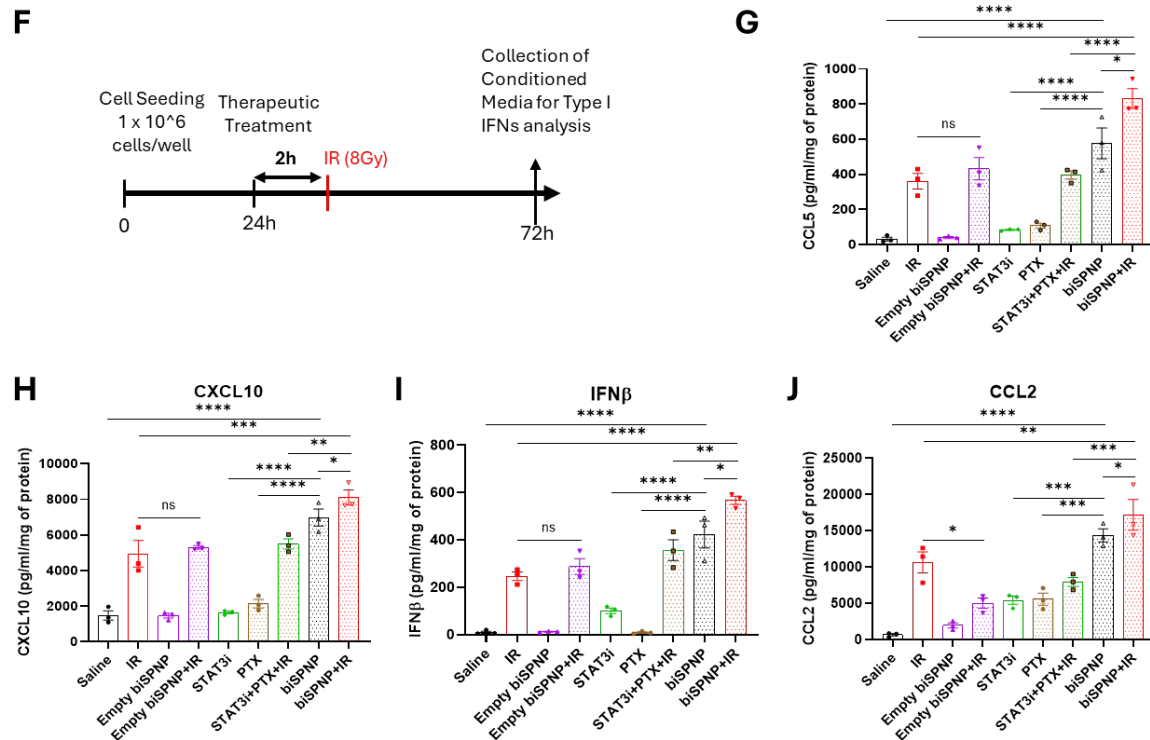 F
Cell Seeding
1 x 10^6
cells/well
Therapeutic
Treatment
Collection of
Conditioned
Media for Type I
IFNs analysis
2h
IR (8Gy)
0
24h
72h
G
****
****
****
*
****
****
ns
CCL5 (pg/ml/mg of protein)
1000
800
600
400
200
0
Saline
IR
Empty biSPNP
Empty biSPNP+IR
STAT3i
PTX
STAT3i+PTX+IR
biSPNP
biSPNP+IR
H
CXCL10
****
***
**
*
****
****
ns
CXCL10 (pg/ml/mg of protein)
10000
8000
6000
4000
2000
0
Saline
IR
Empty biSPNP
Empty biSPNP+IR
STAT3i
PTX
STAT3i+PTX+IR
biSPNP
biSPNP+IR
I
IFNβ
****
****
**
*
****
****
ns
IFNβ (pg/ml/mg of protein)
800
600
400
200
0
Saline
IR
Empty biSPNP
Empty biSPNP+IR
STAT3i
PTX
STAT3i+PTX+IR
biSPNP
biSPNP+IR
J
CCL2
****
**
***
*
***
***
*
CCL2 (pg/ml/mg of protein)
25000
20000
15000
10000
5000
0
Saline
IR
Empty biSPNP
Empty biSPNP+IR
STAT3i
PTX
STAT3i+PTX+IR
biSPNP
biSPNP+IR